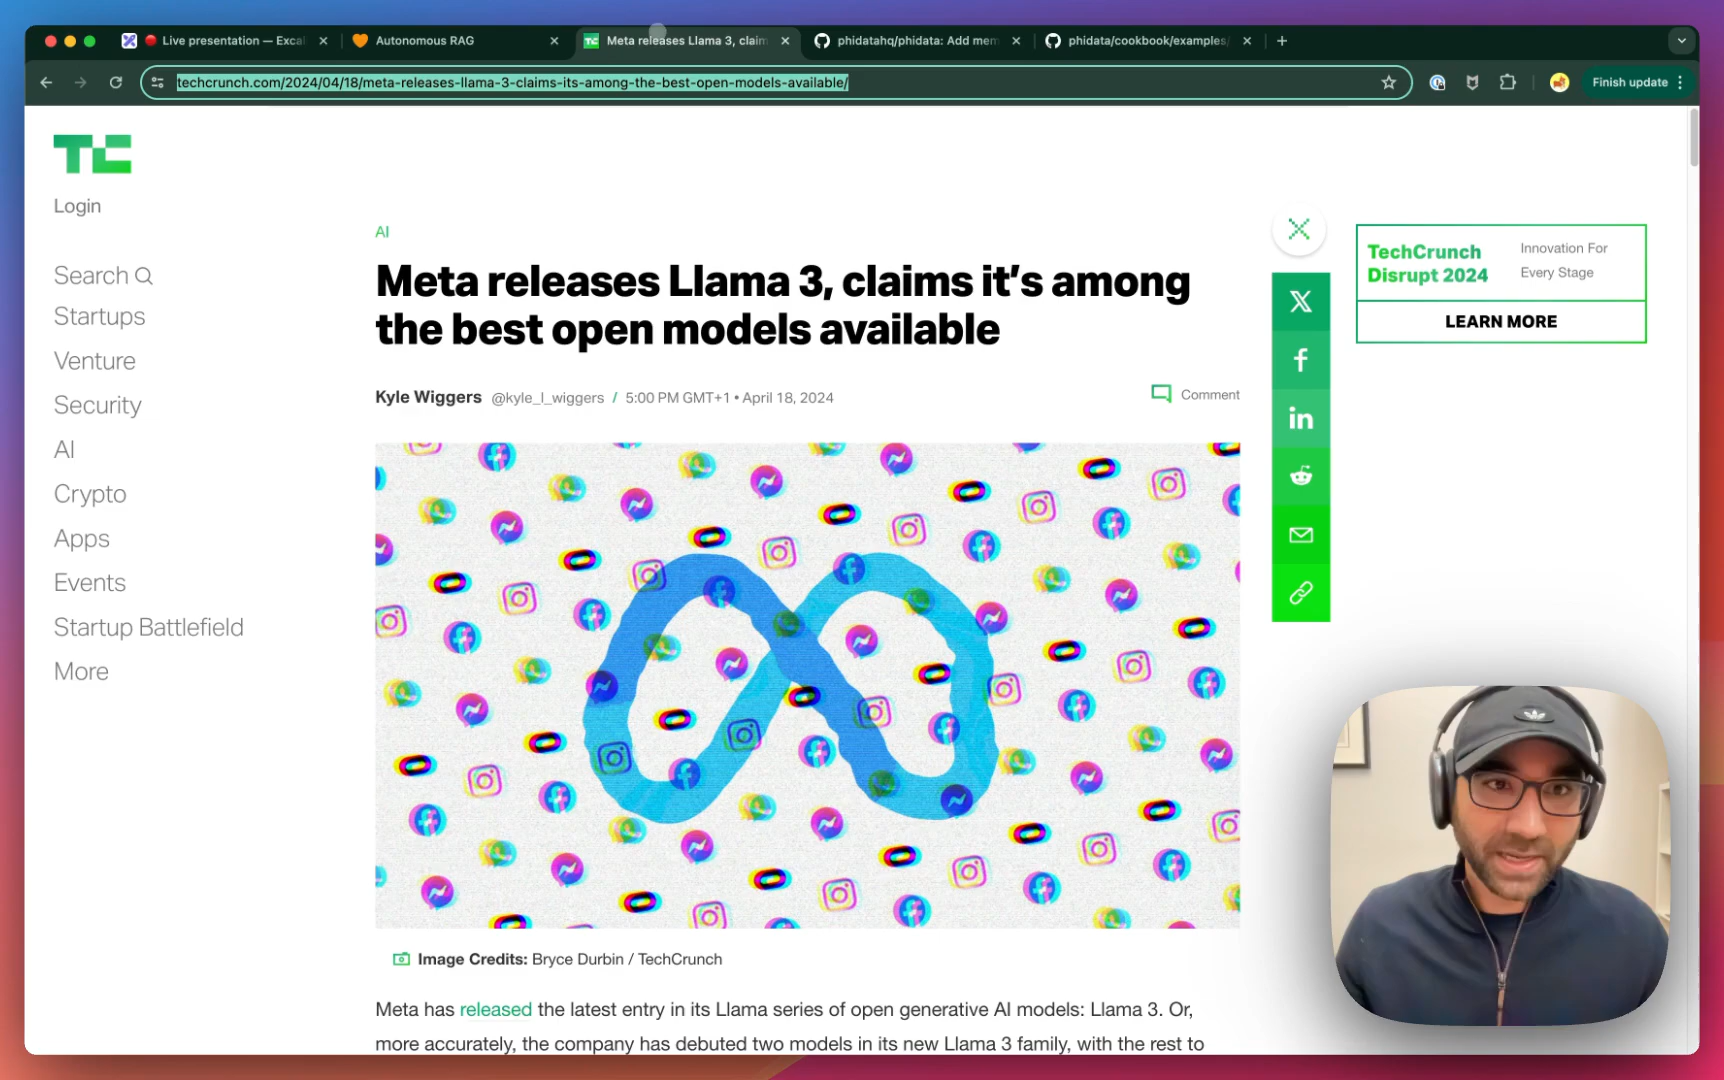 Live presentation — Exca
Autonomous RAG
Meta releases Llama 3, claim
phidatahq/phidata: Add mem
phidata/cookbook/examples/
techcrunch.com/2024/04/18/meta-releases-llama-3-claims-its-among-the-best-open-models-available/
Finish update
TC
Login
Search
Startups
Venture
Security
AI
Crypto
Apps
Events
Startup Battlefield
More
AI
Meta releases Llama 3, claims it’s among
the best open models available
Kyle Wiggers @kyle_l_wiggers / 5:00 PM GMT+1 • April 18, 2024
Comment
Image Credits: Bryce Durbin / TechCrunch
Meta has released the latest entry in its Llama series of open generative AI models: Llama 3. Or,
more accurately, the company has debuted two models in its new Llama 3 family, with the rest to
TechCrunch
Disrupt 2024
Innovation For
Every Stage
LEARN MORE